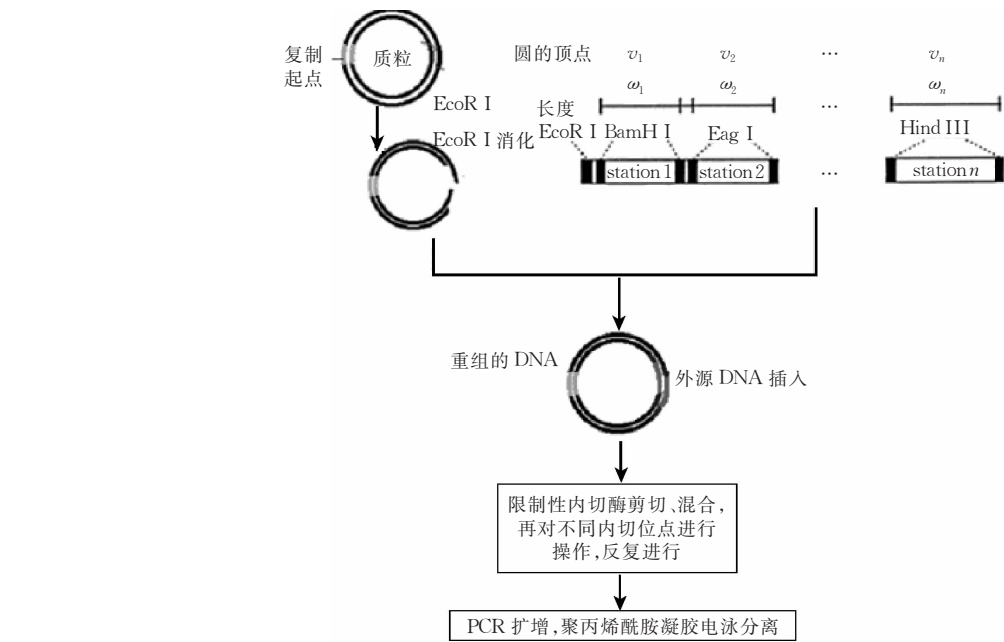 复制
起点
质粒
EcoR I
EcoR I 消化
圆的顶点 v1 v2 … vn
ω1 ω2 ωn
长度 …
EcoR I BamH I Eag I Hind III
station 1 station 2 … station n
重组的 DNA
外源 DNA 插入
限制性内切酶剪切、混合,
再对不同内切位点进行
操作,反复进行
PCR 扩增,聚丙烯酰胺凝胶电泳分离